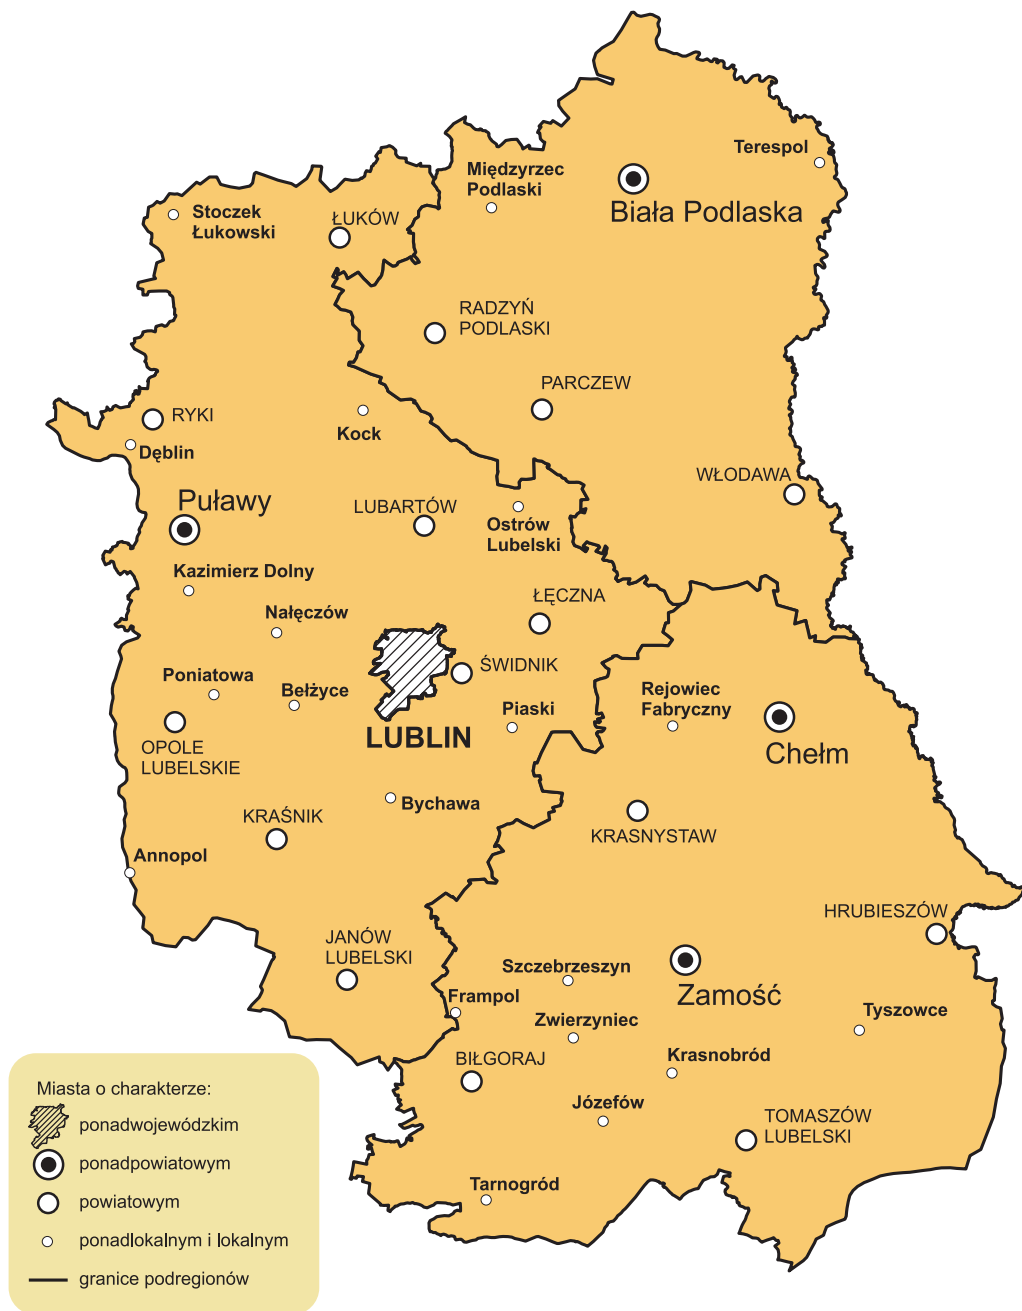 Terespol
Międzyrzec
Podlaski
Biała Podlaska
Stoczek
Łukowski
ŁUKÓW
RADZYŃ
PODLASKI
PARCZEW
RYKI
Kock
Dęblin
WŁODAWA
Puławy
LUBARTÓW
Ostrów
Lubelski
Kazimierz Dolny
Nałęczów
ŁĘCZNA
ŚWIDNIK
Poniatowa
Bełżyce
Rejowiec
Fabryczny
Piaski
LUBLIN
OPOLE
LUBELSKIE
Chełm
Bychawa
KRAŚNIK
KRASNYSTAW
Annopol
HRUBIESZÓW
JANÓW
LUBELSKI
Szczebrzeszyn
Zamość
Frampol
Zwierzyniec
Tyszowce
BIŁGORAJ
Krasnobród
Józefów
TOMASZÓW
LUBELSKI
Tarnogród
Miasta o charakterze:
ponadwojewódzkim
ponadpowiatowym
powiatowym
ponadlokalnym i lokalnym
granice podregionów